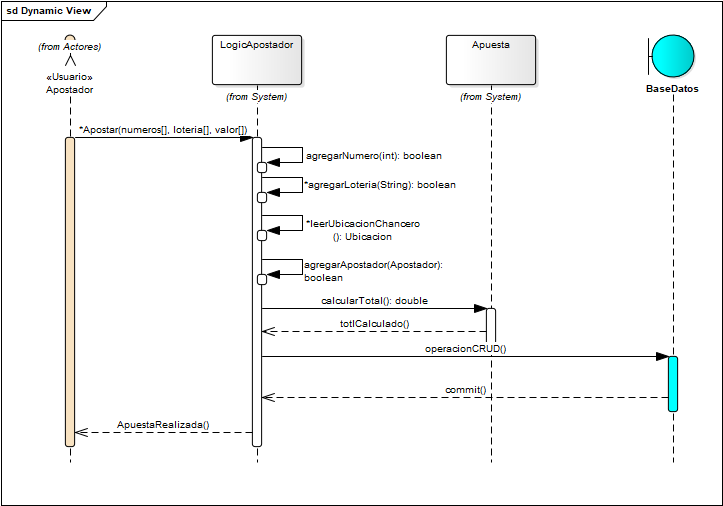 sd Dynamic View
(from Actores)
«Usuario»
Apostador
LogicApostador
(from System)
Apuesta
(from System)
BaseDatos
*Apostar(numeros[], loteria[], valor[])
agregarNumero(int): boolean
*agregarLoteria(String): boolean
*leerUbicacionChancero
(): Ubicacion
agregarApostador(Apostador):
boolean
calcularTotal(): double
totlCalculado()
operacionCRUD()
commit()
ApuestaRealizada()